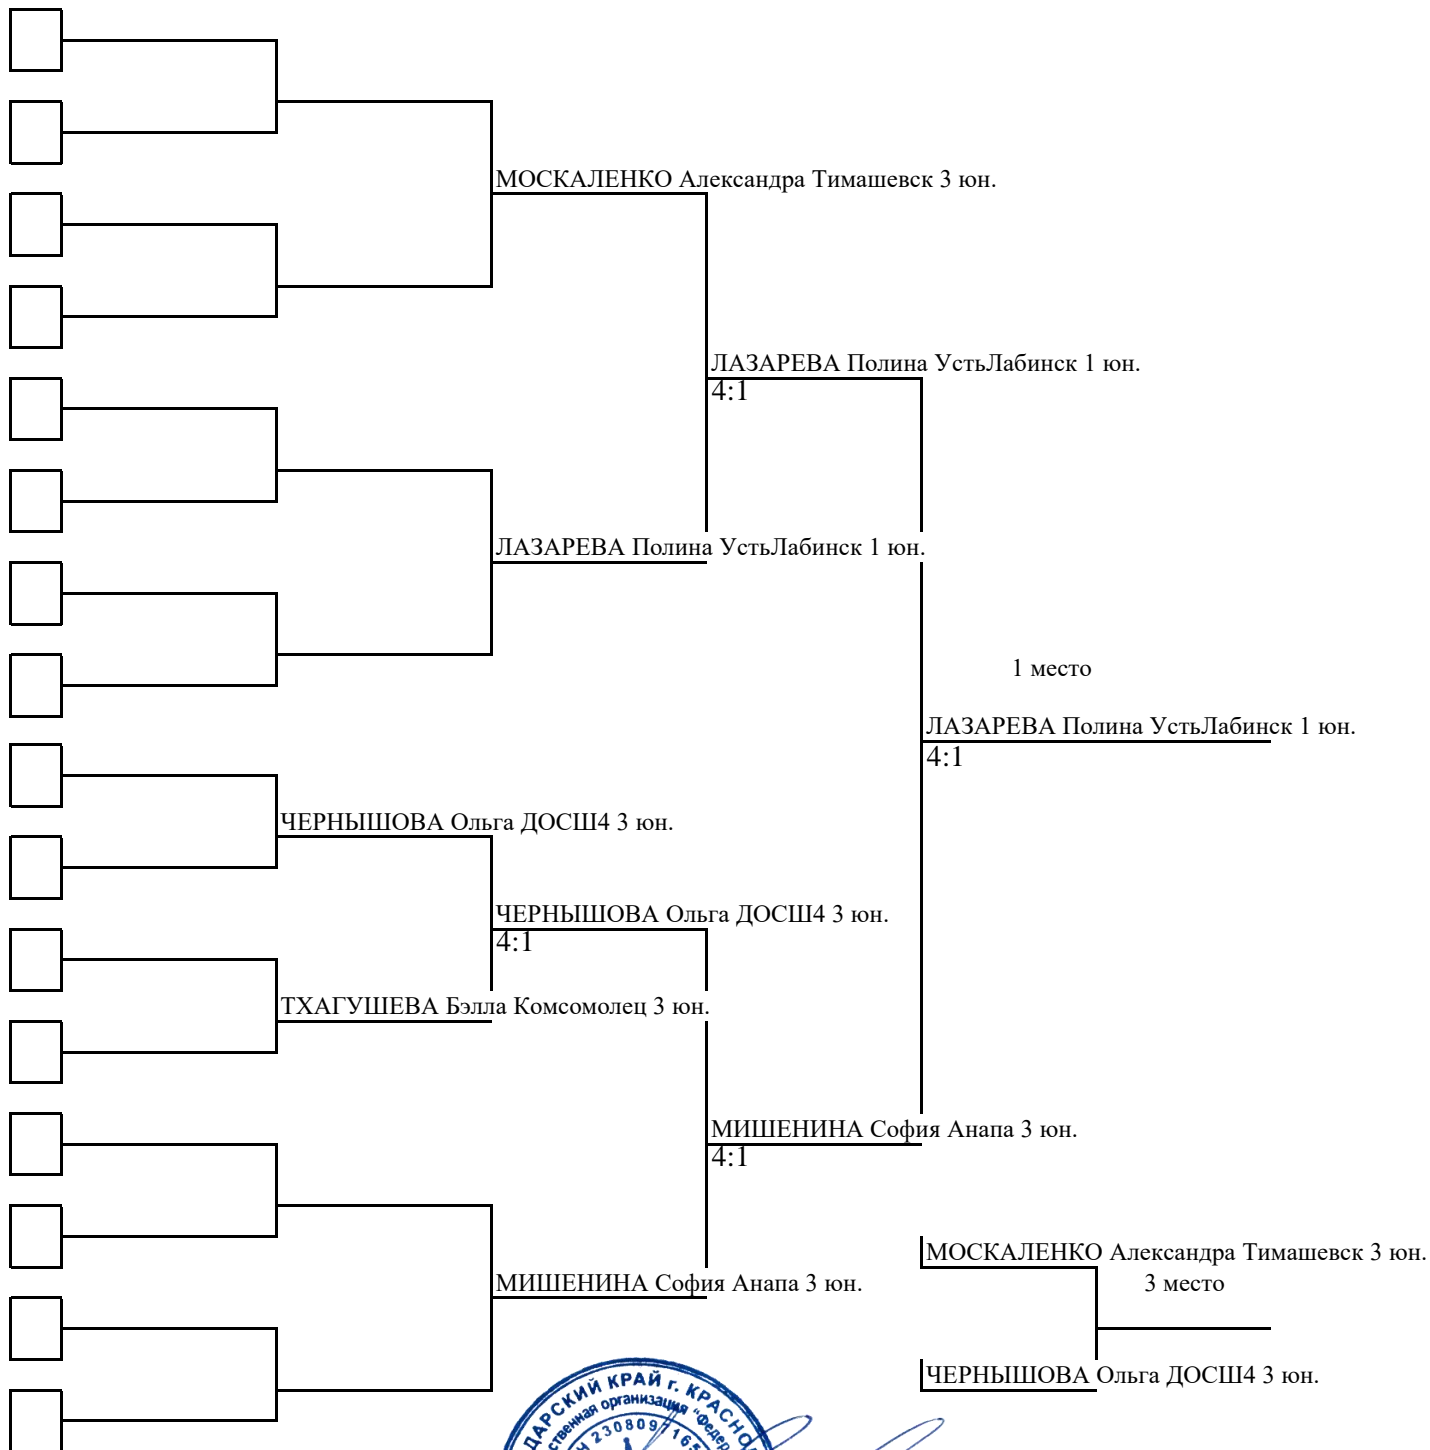 МОСКАЛЕНКО Александра Тимашевск 3 юн.
ЛАЗАРЕВА Полина УстьЛабинск 1 юн.
4:1
ЛАЗАРЕВА Полина УстьЛабинск 1 юн.
1 место
ЛАЗАРЕВА Полина УстьЛабинск 1 юн.
4:1
ЧЕРНЫШОВА Ольга ДОСШ4 3 юн.
ЧЕРНЫШОВА Ольга ДОСШ4 3 юн.
4:1
ТХАГУШЕВА Бэлла Комсомолец 3 юн.
МИШЕНИНА София Анапа 3 юн.
4:1
МОСКАЛЕНКО Александра Тимашевск 3 юн.
МИШЕНИНА София Анапа 3 юн.
3 место
ЧЕРНЫШОВА Ольга ДОСШ4 3 юн.
КРАЙ г.
организация